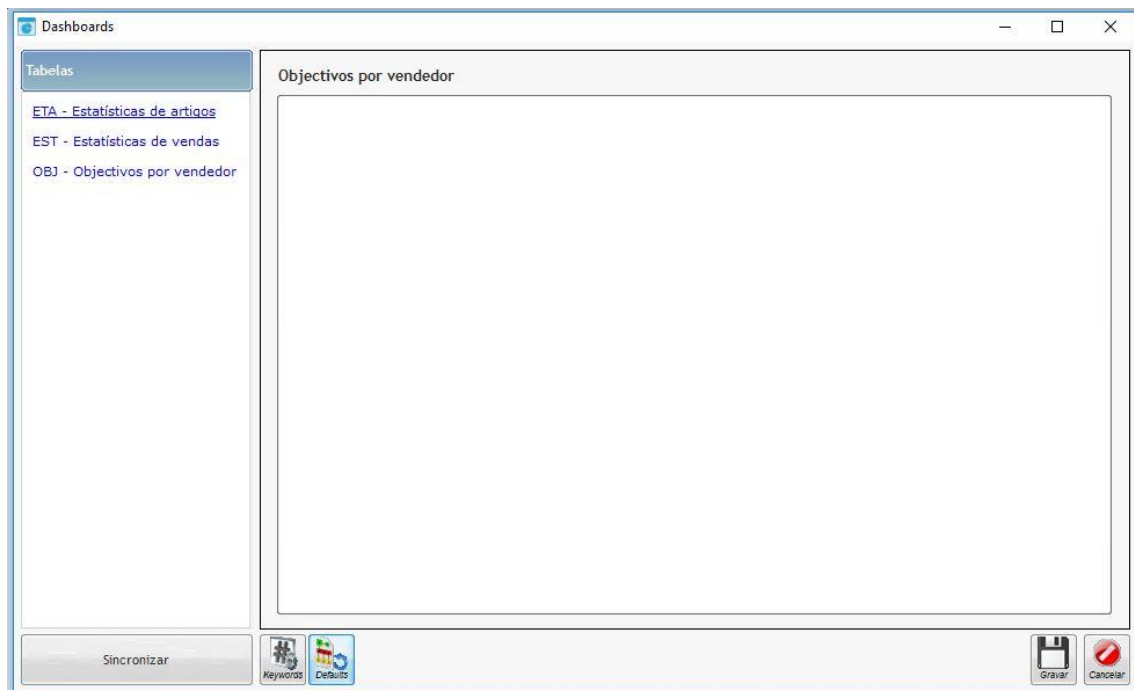 Dashboards
Tabelas
ETA - Estatísticas de artigos
EST - Estatísticas de vendas
OBJ - Objectivos por vendedor
Objectivos por vendedor
Sincronizar
Keywords
Defaults
Gravar
Cancelar